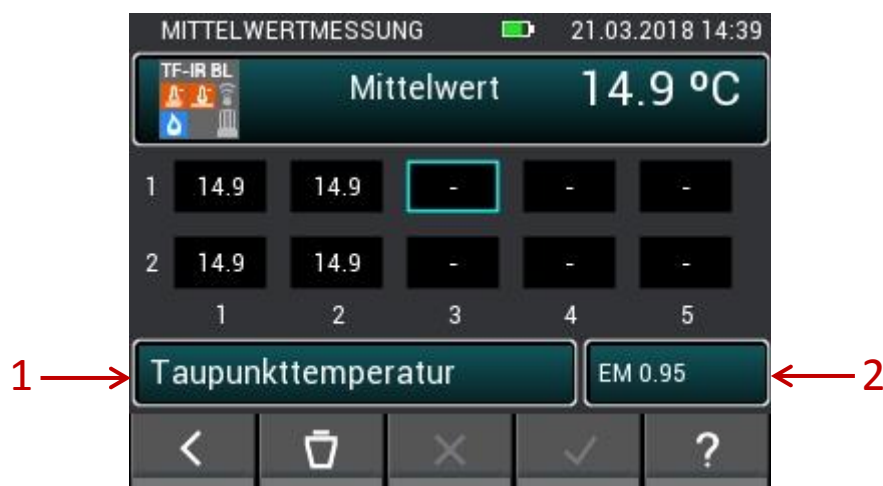 MITTELWERTMESSUNG 21.03.2018 14:39
TF-IR BL
Mittelwert 14.9 ºC
1 14.9 14.9 - - -
2 14.9 14.9 - - -
1 2 3 4 5
1 Taupunkttemperatur EM 0.95 2
?